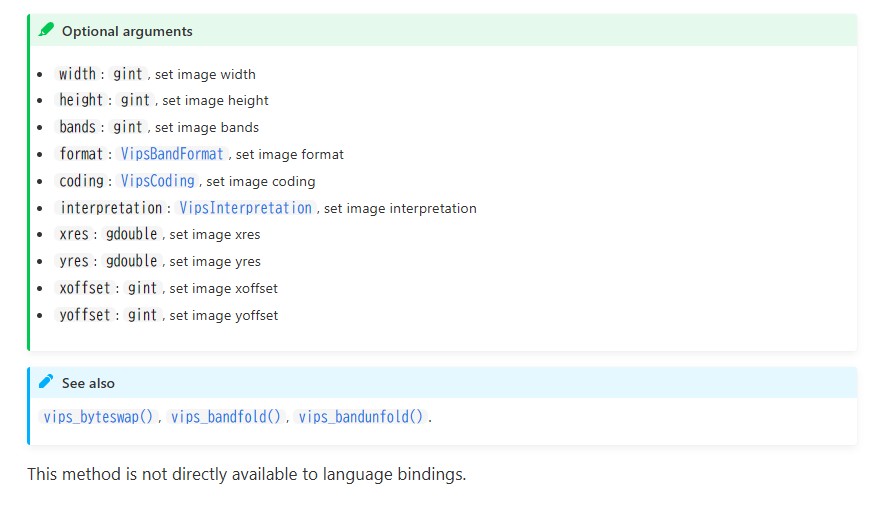 Optional arguments
width: gint, set image width
height: gint, set image height
bands: gint, set image bands
format: VipsBandFormat, set image format
coding: VipsCoding, set image coding
interpretation: VipsInterpretation, set image interpretation
xres: gdouble, set image xres
yres: gdouble, set image yres
xoffset: gint, set image xoffset
yoffset: gint, set image yoffset
See also
vips_byteswap(), vips_bandfold(), vips_bandunfold().
This method is not directly available to language bindings.